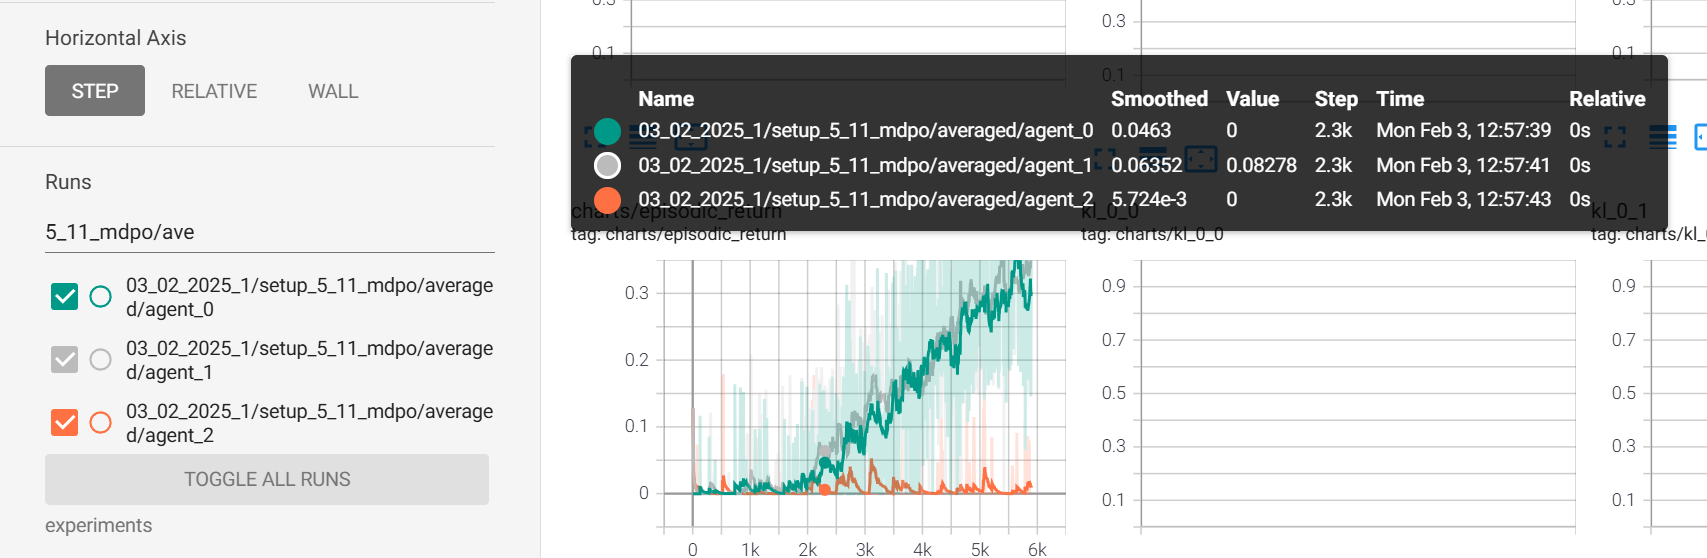 Horizontal Axis
STEP RELATIVE WALL
Runs
5_11_mdpo/ave
03_02_2025_1/setup_5_11_mdpo/average
d/agent_0
03_02_2025_1/setup_5_11_mdpo/average
d/agent_1
03_02_2025_1/setup_5_11_mdpo/average
d/agent_2
TOGGLE ALL RUNS
experiments
0.3
0.1
0.3
0.1
0.3
0.1
Name Smoothed Value Step Time Relative
03_02_2025_1/setup_5_11_mdpo/averaged/agent_0 0.0463 0 2.3k Mon Feb 3, 12:57:39 0s
03_02_2025_1/setup_5_11_mdpo/averaged/agent_1 0.06352 0.08278 2.3k Mon Feb 3, 12:57:41 0s
03_02_2025_1/setup_5_11_mdpo/averaged/agent_2 5.724e-3 0 2.3k Mon Feb 3, 12:57:43 0s
charts/episodic_return
tag: charts/episodic_return
0.3
0.2
0.1
0
0 1k 2k 3k 4k 5k 6k
kl_0_0
tag: charts/kl_0_0
0.9
0.7
0.5
0.3
0.1
kl_0_1
tag: charts/kl_
0.9
0.7
0.5
0.3
0.1